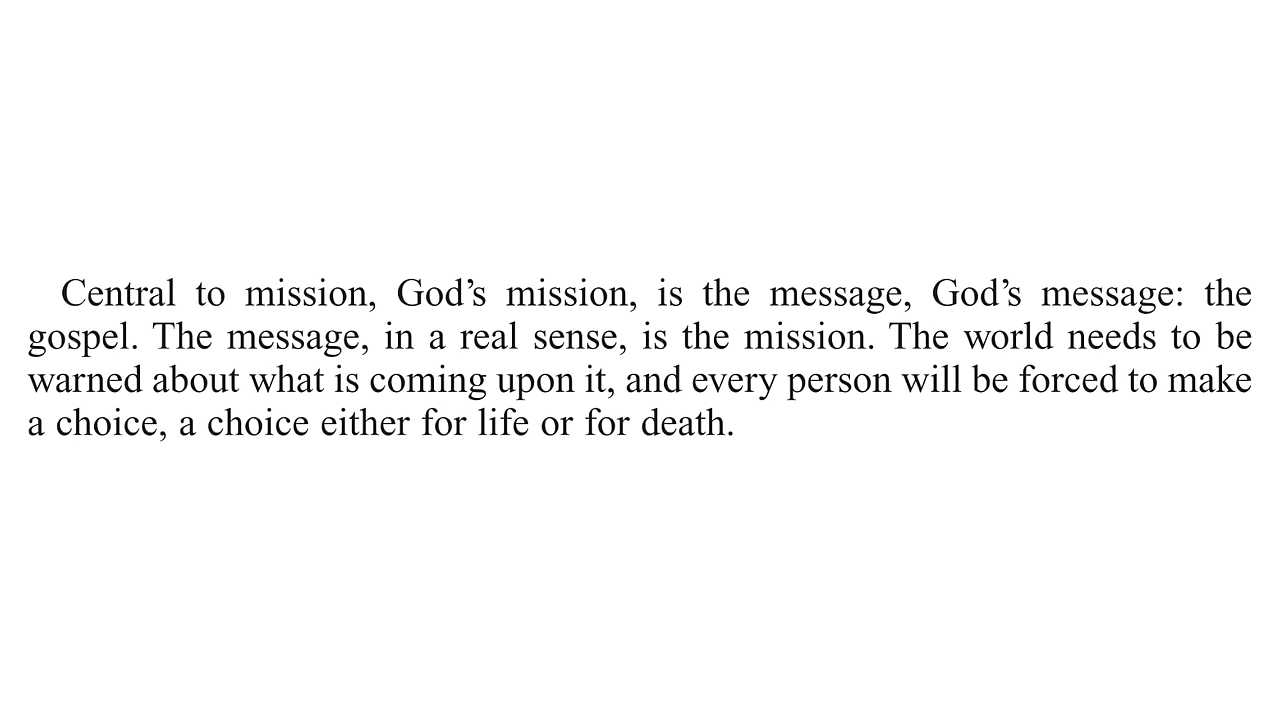 Central to mission, God’s mission, is the message, God’s message: the
gospel. The message, in a real sense, is the mission. The world needs to be
warned about what is coming upon it, and every person will be forced to make
a choice, a choice either for life or for death.